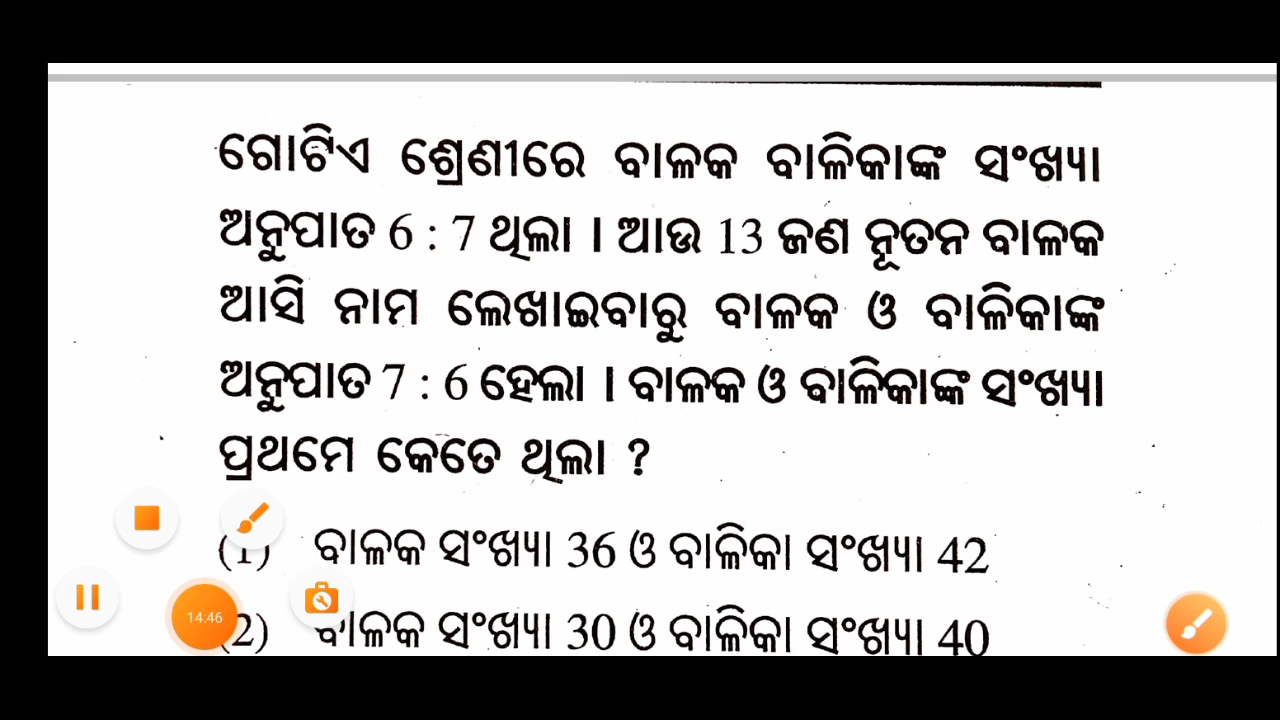 ଗୋଟିଏ ଶ୍ରେଣୀରେ ବାଳକ ବାଳିକାଙ୍କ ସଂଖ୍ୟା
ଅନୁପାତ 6 : 7 ଥିଲା । ଆଉ 13 ଜଣ ନୂତନ ବାଳକ
ଆସି ନାମ ଲେଖାଇବାରୁ ବାଳକ ଓ ବାଳିକାଙ୍କ
ଅନୁପାତ 7 : 6 ହେଲା । ବାଳକ ଓ ବାଳିକାଙ୍କ ସଂଖ୍ୟା
ପ୍ରଥମେ କେତେ ଥିଲା ?
(1) ବାଳକ ସଂଖ୍ୟା 36 ଓ ବାଳିକା ସଂଖ୍ୟା 42
(2) ବାଳକ ସଂଖ୍ୟା 30 ଓ ବାଳିକା ସଂଖ୍ୟା 40
14:46